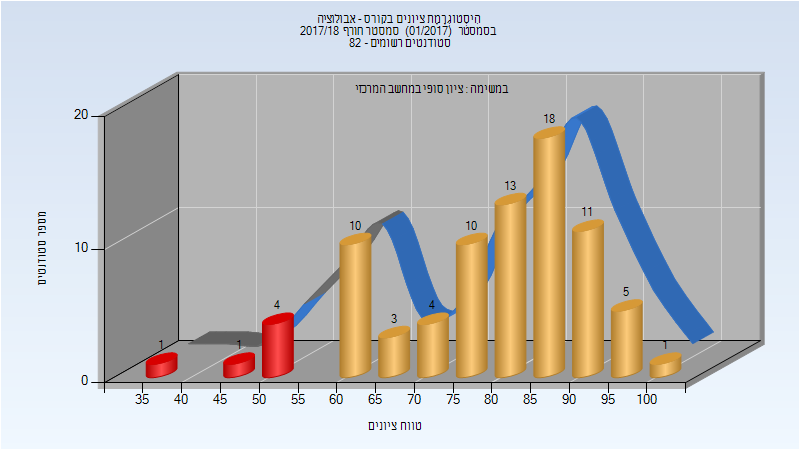 היסטוגרמת ציונים בקורס - אבולוציה
בסמסטר (01/2017) סמסטר חורף 2017/18
סטודנטים רשומים - 82
במשימה : ציון סופי במחשב המרכזי
מספר סטודנטים
20
10
0
1
1
4
10
3
4
10
13
18
11
5
1
35 40 45 50 55 60 65 70 75 80 85 90 95 100
טווח ציונים